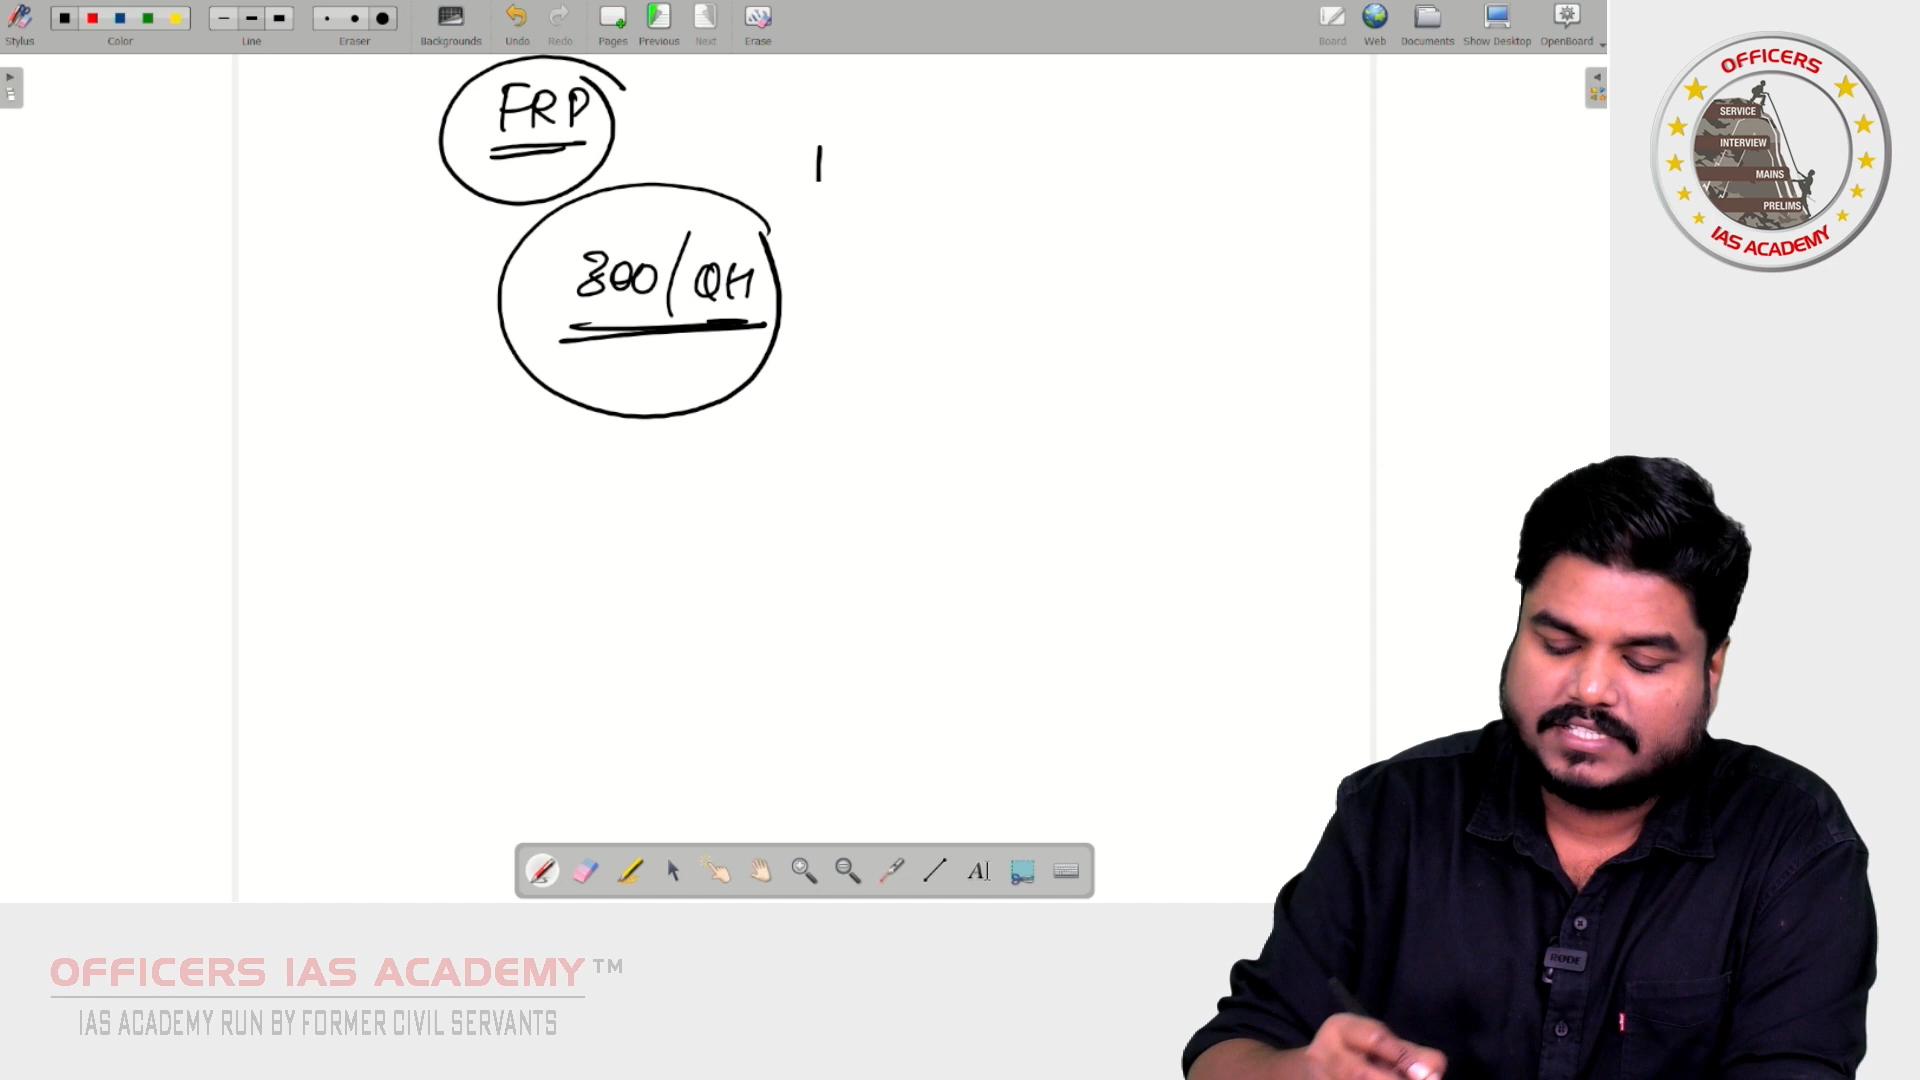 Stylus Color Line Eraser Backgrounds Undo Redo Pages Previous Next Erase Board Web Documents Show Desktop OpenBoard
FRP
300/QH
OFFICERS
SERVICE
INTERVIEW
MAINS
PRELIMS
IAS ACADEMY
A
RODE
OFFICERS IAS ACADEMY™
IAS ACADEMY RUN BY FORMER CIVIL SERVANTS